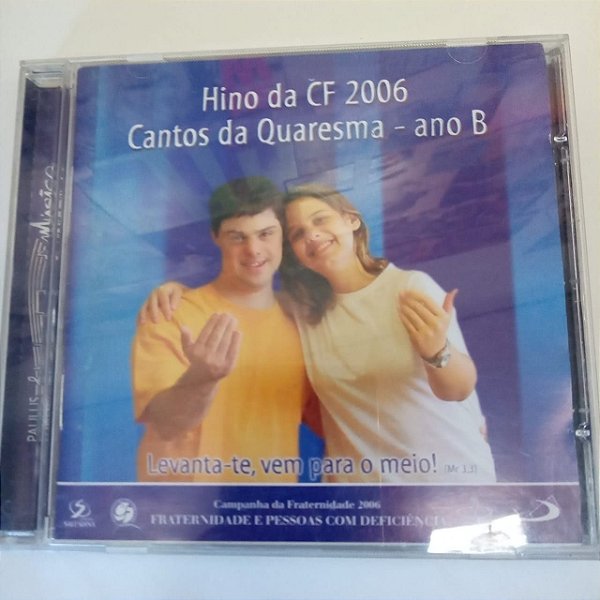 Hino da CF 2006
Cantos da Quaresma - ano B
Levanta-te, vem para o meio! (Mc 3,3)
Campanha da Fraternidade 2006
FRATERNIDADE E PESSOAS COM DEFICIÊNCIA
PAULUS
Música